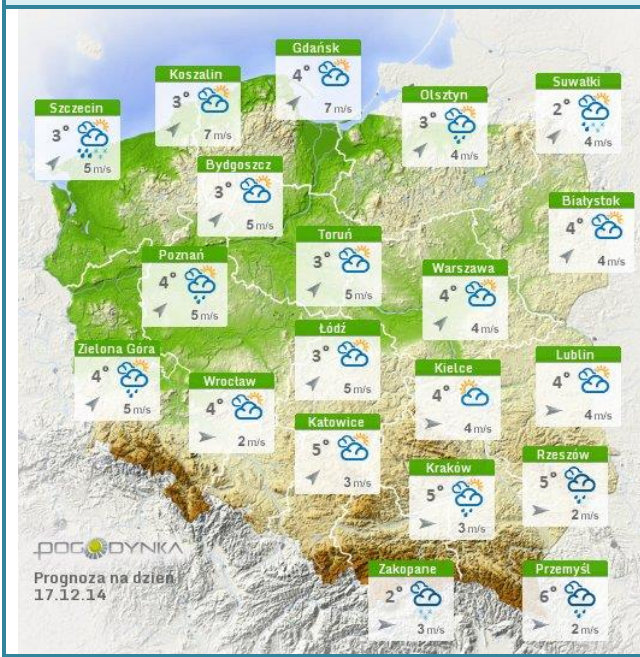 Gdańsk
4°
7 m/s
Koszalin
3°
7 m/s
Suwałki
2°
4 m/s
Olsztyn
3°
4 m/s
Szczecin
3°
5 m/s
Bydgoszcz
3°
5 m/s
Białystok
4°
4 m/s
Toruń
3°
5 m/s
Poznań
4°
5 m/s
Warszawa
4°
4 m/s
Łódź
3°
5 m/s
Zielona Góra
4°
5 m/s
Lublin
4°
4 m/s
Kielce
4°
4 m/s
Wrocław
4°
2 m/s
Katowice
5°
3 m/s
Rzeszów
5°
2 m/s
Kraków
5°
3 m/s
POGODYNKA
Prognoza na dzień
17.12.14
Zakopane
2°
3 m/s
Przemyśl
6°
2 m/s